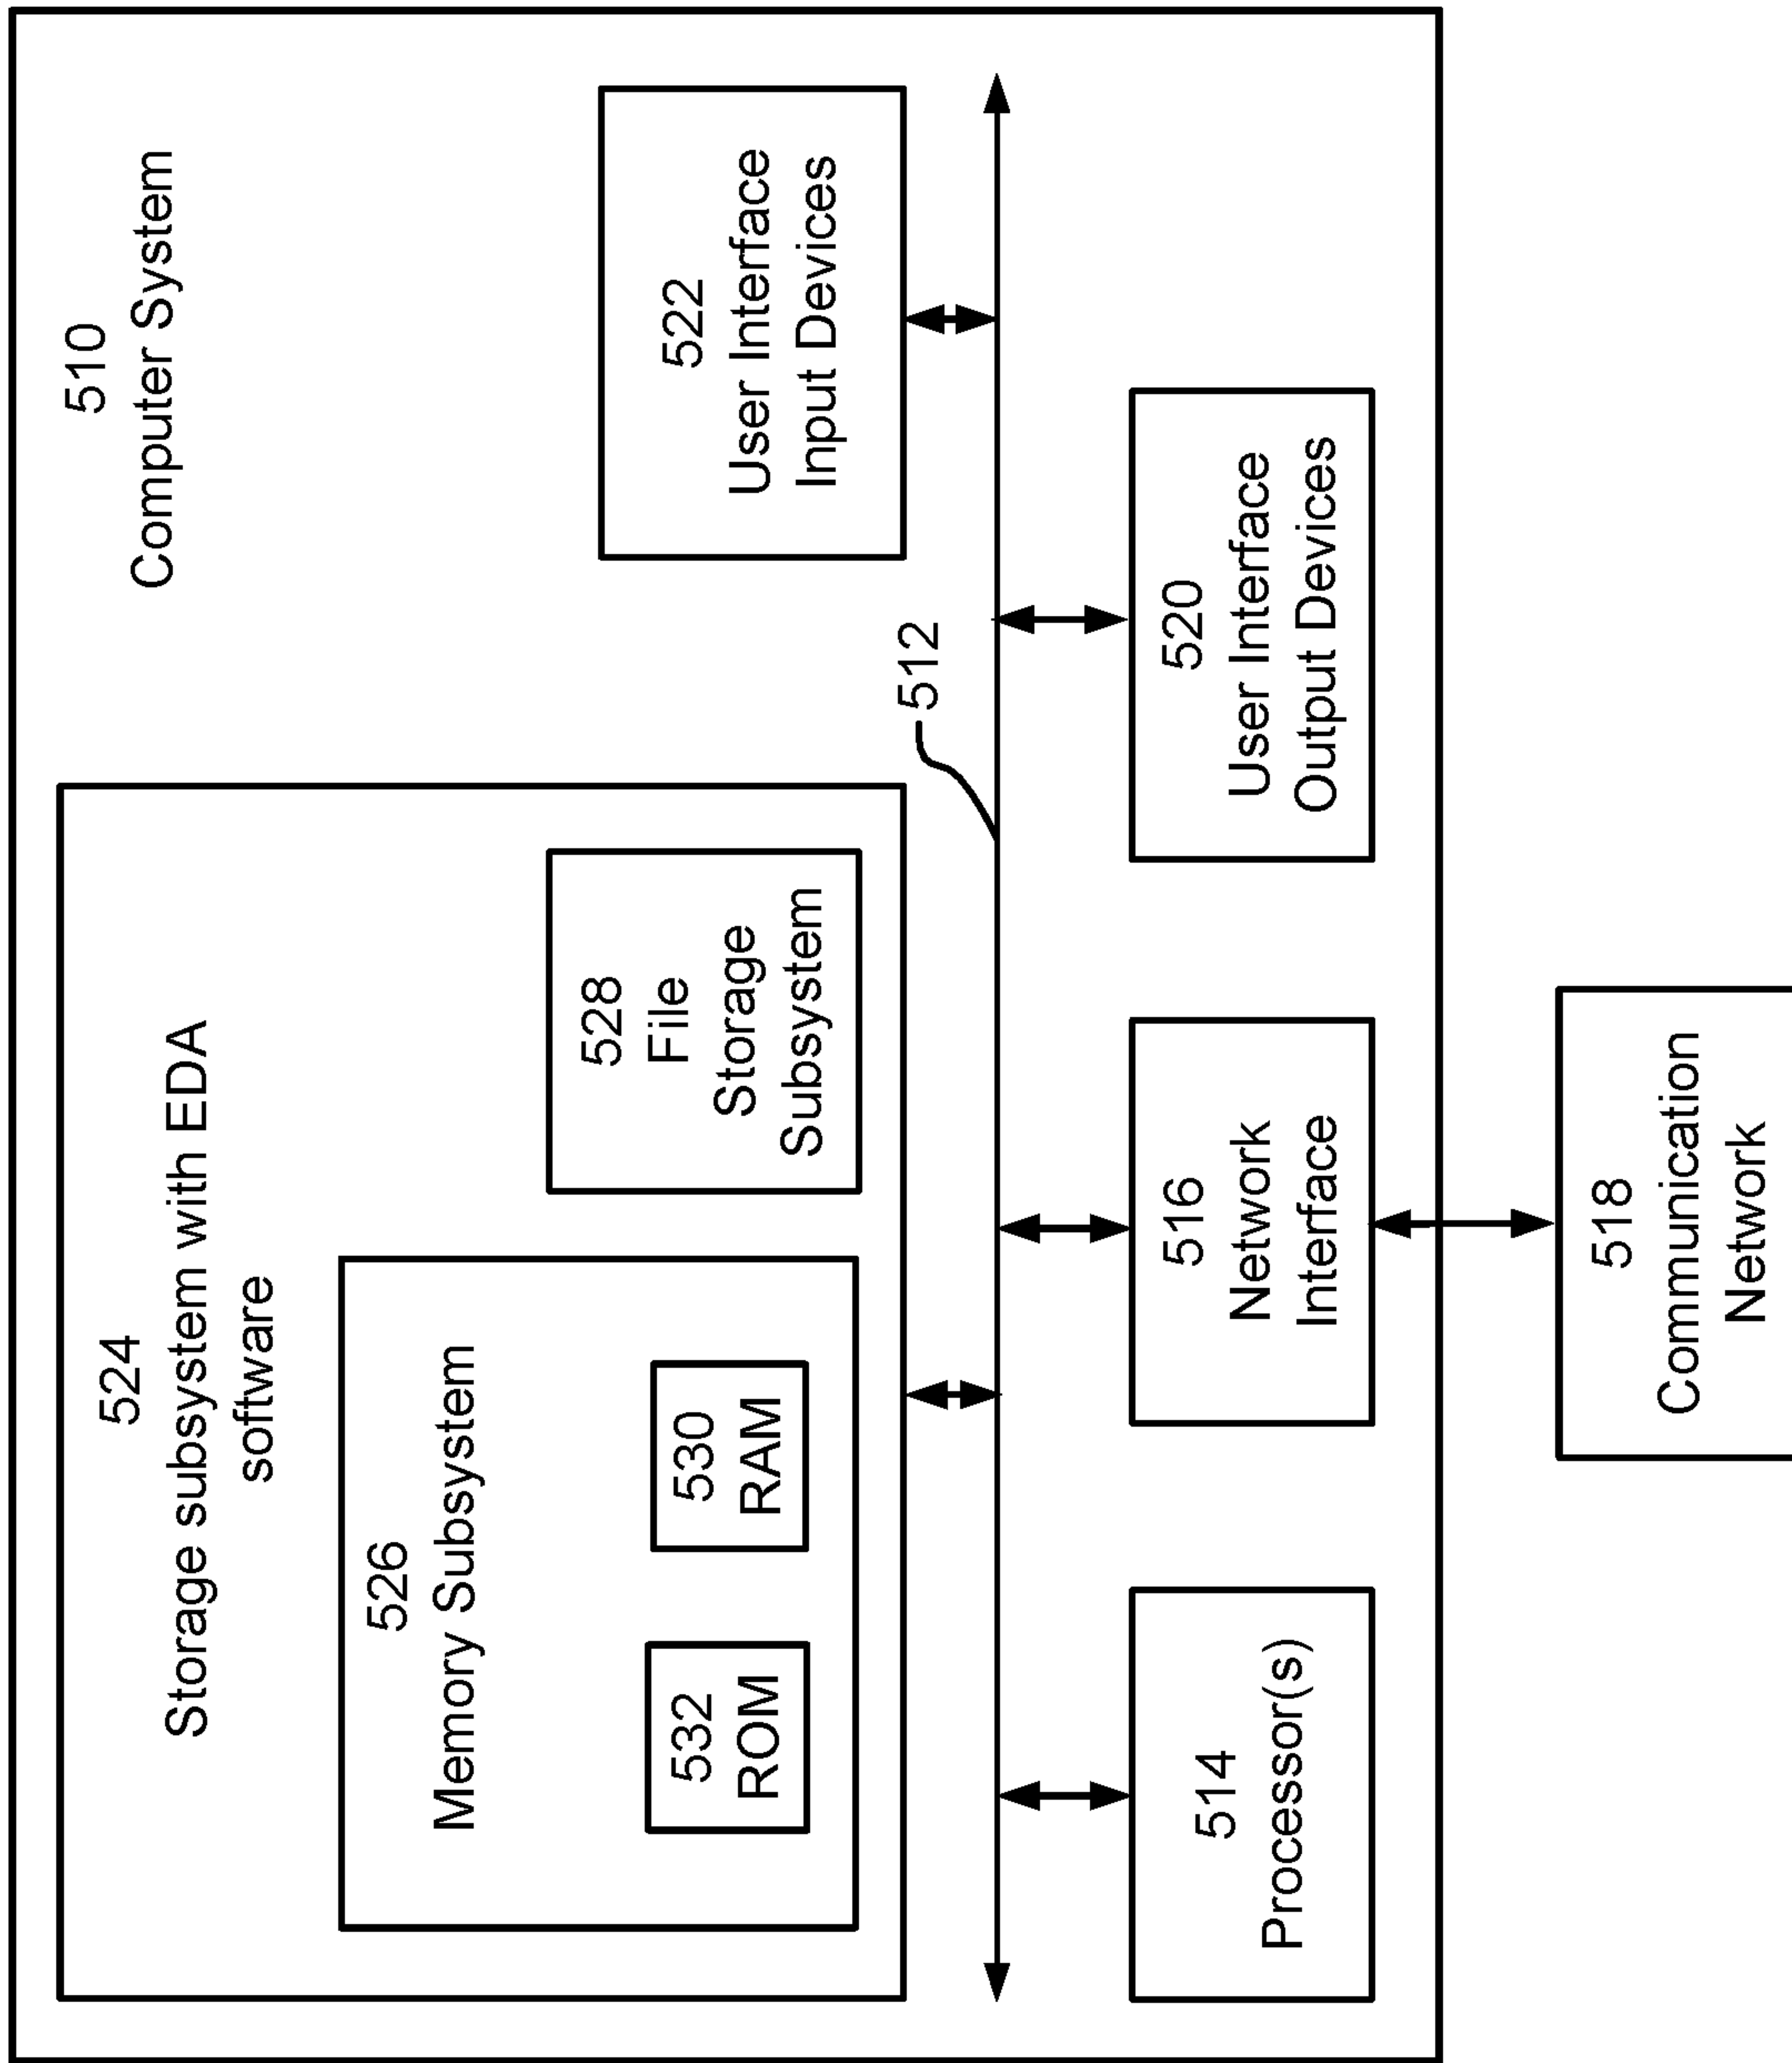 510
Computer System
524
Storage subsystem with EDA
software
526
Memory Subsystem
532
ROM
530
RAM
528
File
Storage
Subsystem
522
User Interface
Input Devices
512
514
Processor(s)
516
Network
Interface
520
User Interface
Output Devices
518
Communication
Network